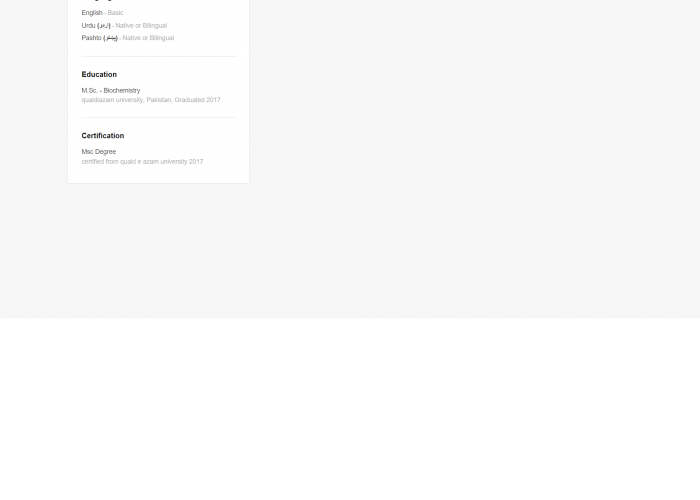 English - Basic
Urdu (اردو) - Native or Bilingual
Pashto (پښتو) - Native or Bilingual
Education
M.Sc. - Biochemistry
quaidiazam university, Pakistan, Graduated 2017
Certification
Msc Degree
certified from quaid e azam university 2017